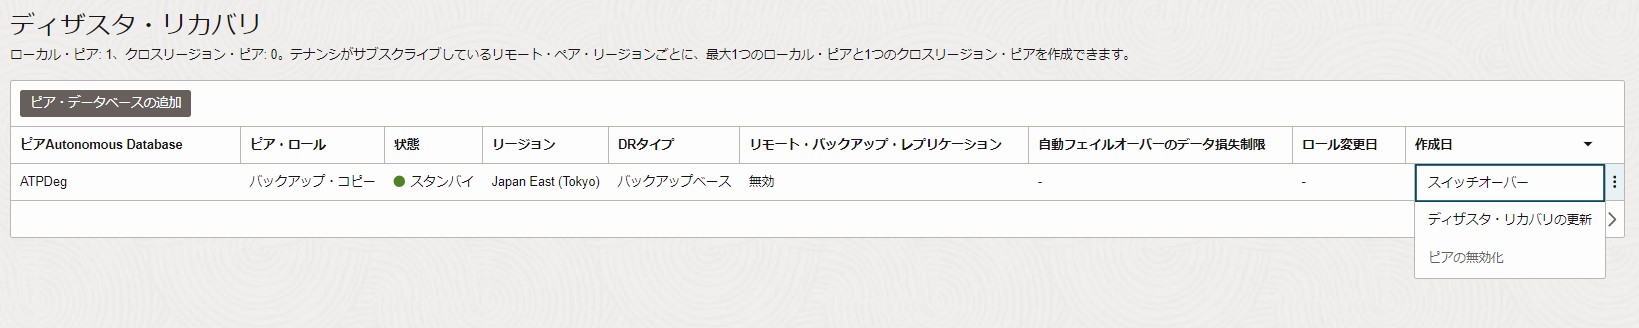 ディザスタ・リカバリ
ローカル・ピア: 1、クロスリージョン・ピア: 0。テナンシがサブスクライブしているリモート・ペア・リージョンごとに、最大1つのローカル・ピアと1つのクロスリージョン・ピアを作成できます。
ピア・データベースの追加
ピアAutonomous Database ピア・ロール 状態 リージョン DRタイプ リモート・バックアップ・レプリケーション 自動フェイルオーバーのデータ損失制限 ロール変更日 作成日
ATPDeg バックアップ・コピー スタンバイ Japan East (Tokyo) バックアップベース 無効 - - スイッチオーバー
ディザスタ・リカバリの更新
ピアの無効化